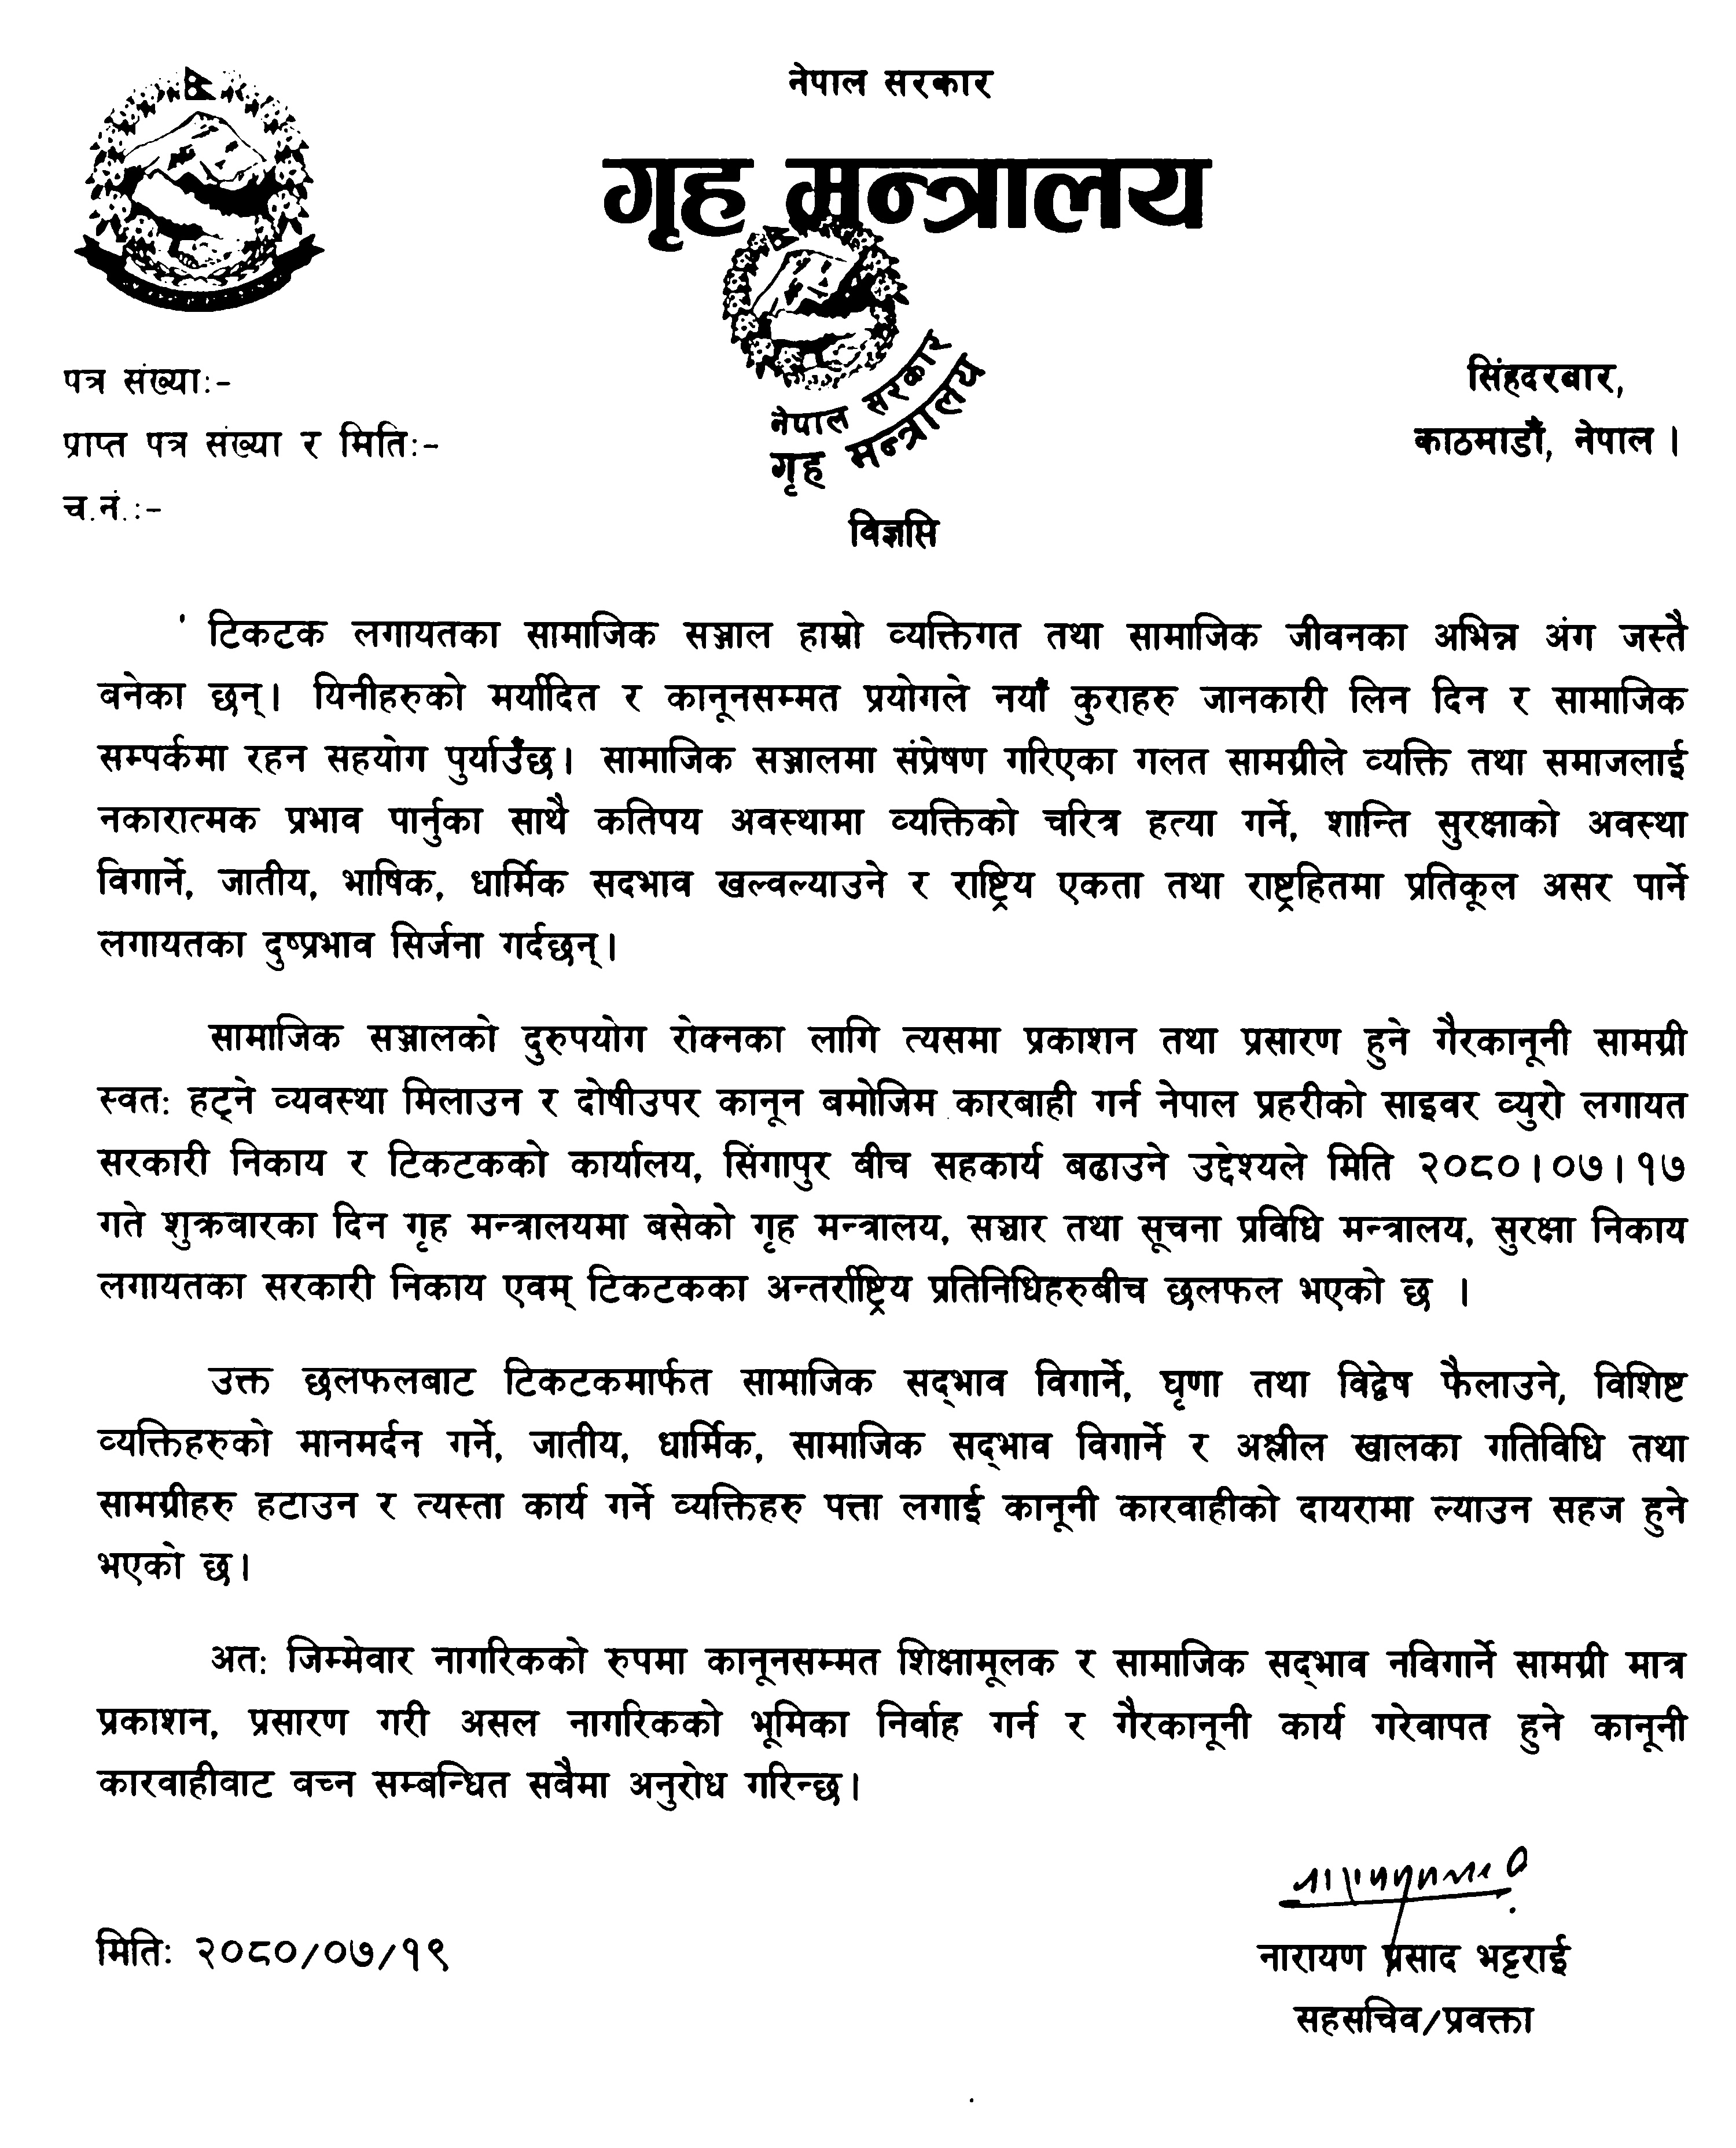 नेपाल सरकार
गृह मन्त्रालय
नेपाल सरकार
गृह मन्त्रालय
पत्र संख्याः-
प्राप्त पत्र संख्या र मितिः-
च.नं.:-
सिंहदरबार,
काठमाडौं, नेपाल ।
विज्ञप्ति
टिकटक लगायतका सामाजिक सञ्जाल हाम्रो व्यक्तिगत तथा सामाजिक जीवनका अभिन्न अंग जस्तै
बनेका छन्। यिनीहरुको मर्यादित र कानूनसम्मत प्रयोगले नयाँ कुराहरु जानकारी लिन दिन र सामाजिक
सम्पर्कमा रहन सहयोग पुर्याउँछ। सामाजिक सञ्जालमा संप्रेषण गरिएका गलत सामग्रीले व्यक्ति तथा समाजलाई
नकारात्मक प्रभाव पार्नुका साथै कतिपय अवस्थामा व्यक्तिको चरित्र हत्या गर्ने, शान्ति सुरक्षाको अवस्था
विगार्ने, जातीय, भाषिक, धार्मिक सदभाव खल्वल्याउने र राष्ट्रिय एकता तथा राष्ट्रहितमा प्रतिकूल असर पार्ने
लगायतका दुष्प्रभाव सिर्जना गर्दछन्।
सामाजिक सञ्जालको दुरुपयोग रोक्नका लागि त्यसमा प्रकाशन तथा प्रसारण हुने गैरकानूनी सामग्री
स्वतः हट्ने व्यवस्था मिलाउन र दोषीउपर कानून बमोजिम कारबाही गर्न नेपाल प्रहरीको साइवर व्युरो लगायत
सरकारी निकाय र टिकटकको कार्यालय, सिंगापुर बीच सहकार्य बढाउने उद्देश्यले मिति २०८०।०७।१७
गते शुक्रबारका दिन गृह मन्त्रालयमा बसेको गृह मन्त्रालय, सञ्चार तथा सूचना प्रविधि मन्त्रालय, सुरक्षा निकाय
लगायतका सरकारी निकाय एवम् टिकटकका अन्तर्राष्ट्रिय प्रतिनिधिहरुबीच छलफल भएको छ ।
उक्त छलफलबाट टिकटकमार्फत सामाजिक सद्‌भाव विगार्ने, घृणा तथा विद्वेष फैलाउने, विशिष्ट
व्यक्तिहरुको मानमर्दन गर्ने, जातीय, धार्मिक, सामाजिक सद्‌भाव विगार्ने र अश्लील खालका गतिविधि तथा
सामग्रीहरु हटाउन र त्यस्ता कार्य गर्ने व्यक्तिहरु पत्ता लगाई कानूनी कारवाहीको दायरामा ल्याउन सहज हुने
भएको छ।
अतः जिम्मेवार नागरिकको रुपमा कानूनसम्मत शिक्षामूलक र सामाजिक सद्‌भाव नविगार्ने सामग्री मात्र
प्रकाशन, प्रसारण गरी असल नागरिकको भूमिका निर्वाह गर्न र गैरकानूनी कार्य गरेवापत हुने कानूनी
कारवाहीवाट बच्न सम्बन्धित सबैमा अनुरोध गरिन्छ।
मितिः २०८०/०७/१९
नारायण प्रसाद भट्टराई
सहसचिव/प्रवक्ता